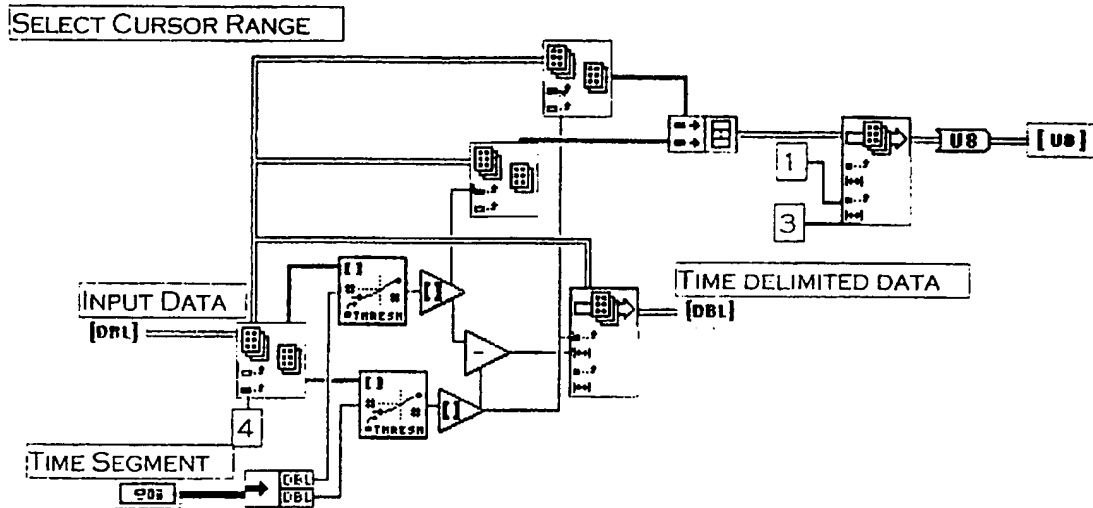 SELECT CURSOR RANGE
U8
[U8]
1
3
TIME DELIMITED DATA
[DBL]
INPUT DATA
[DBL]
[ ]
THRESH
[ ]
-
[ ]
THRESH
[ ]
4
TIME SEGMENT
DBL
DBL